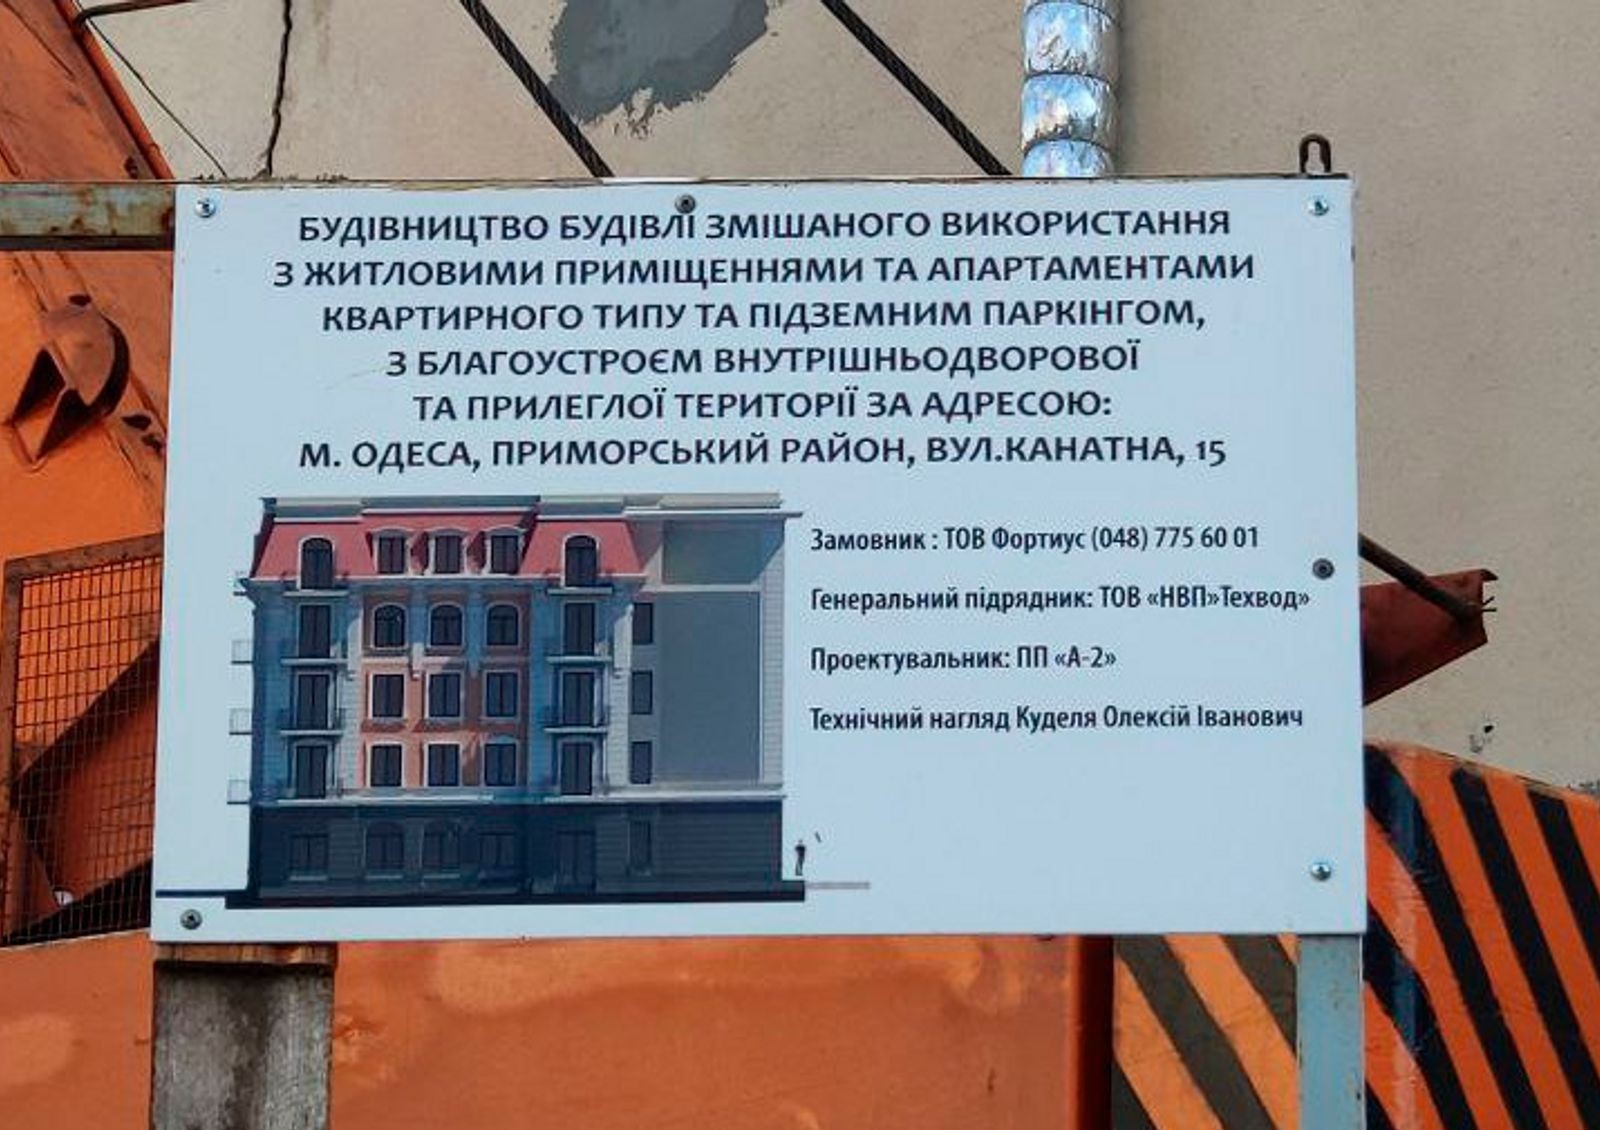 БУДІВНИЦТВО БУДІВЛІ ЗМІШАНОГО ВИКОРИСТАННЯ
З ЖИТЛОВИМИ ПРИМІЩЕННЯМИ ТА АПАРТАМЕНТАМИ
КВАРТИРНОГО ТИПУ ТА ПІДЗЕМНИМ ПАРКІНГОМ,
З БЛАГОУСТРОЄМ ВНУТРІШНЬОДВОРОВОЇ
ТА ПРИЛЕГЛОЇ ТЕРИТОРІЇ ЗА АДРЕСОЮ:
М. ОДЕСА, ПРИМОРСЬКИЙ РАЙОН, ВУЛ.КАНАТНА, 15
Замовник : ТОВ Фортиус (048) 775 60 01
Генеральний підрядник: ТОВ «НВП»Техвод»
Проектувальник: ПП «А-2»
Технічний нагляд Куделя Олексій Іванович